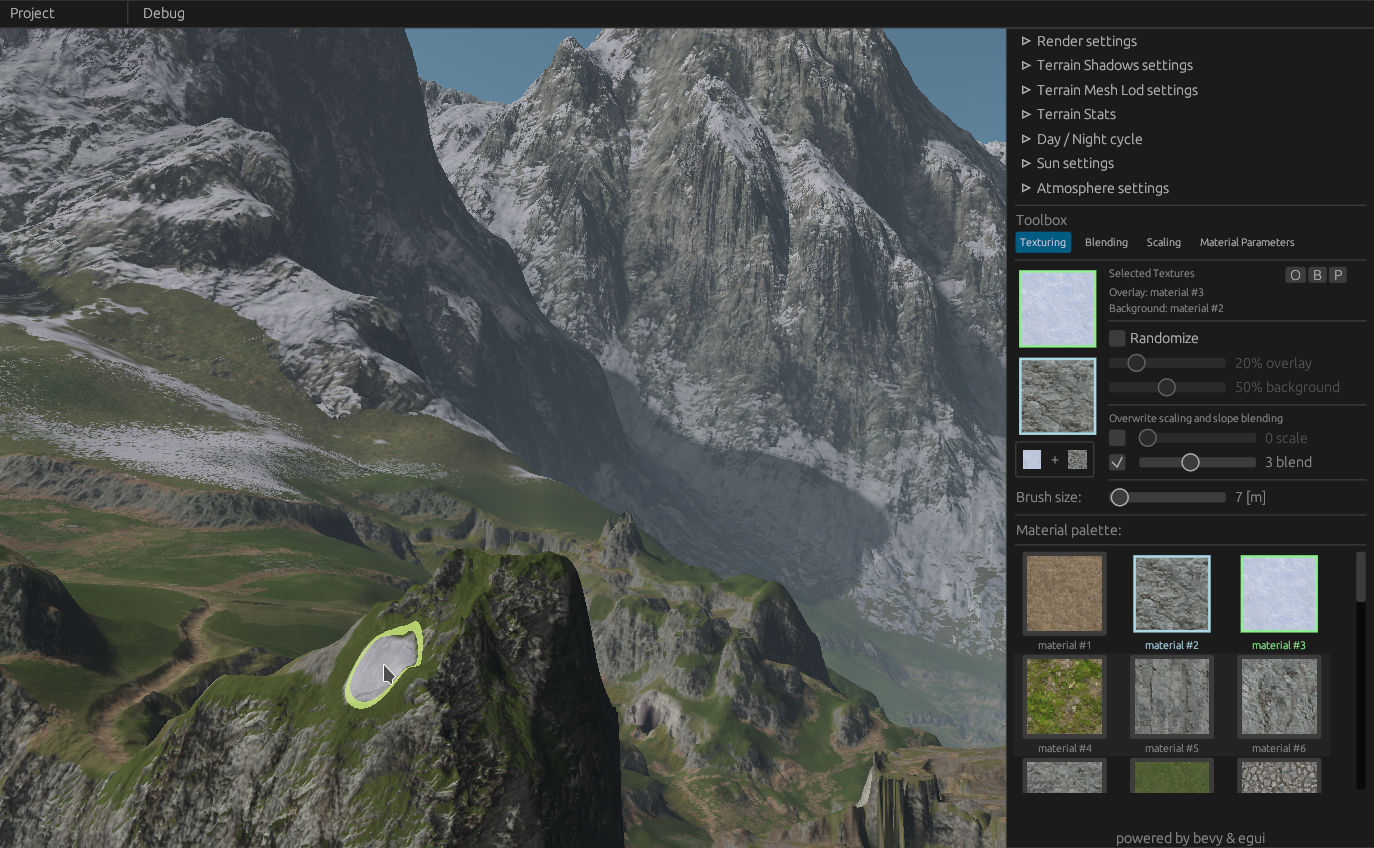 Project
Debug
Render settings
Terrain Shadows settings
Terrain Mesh Lod settings
Terrain Stats
Day / Night cycle
Sun settings
Atmosphere settings
Toolbox
Texturing Blending Scaling Material Parameters
Selected Textures O B P
Overlay: material #3
Background: material #2
Randomize
20% overlay
50% background
Overwrite scaling and slope blending
0 scale
+
3 blend
Brush size: 7 [m]
Material palette:
material #1 material #2 material #3
material #4 material #5 material #6
powered by bevy & egui